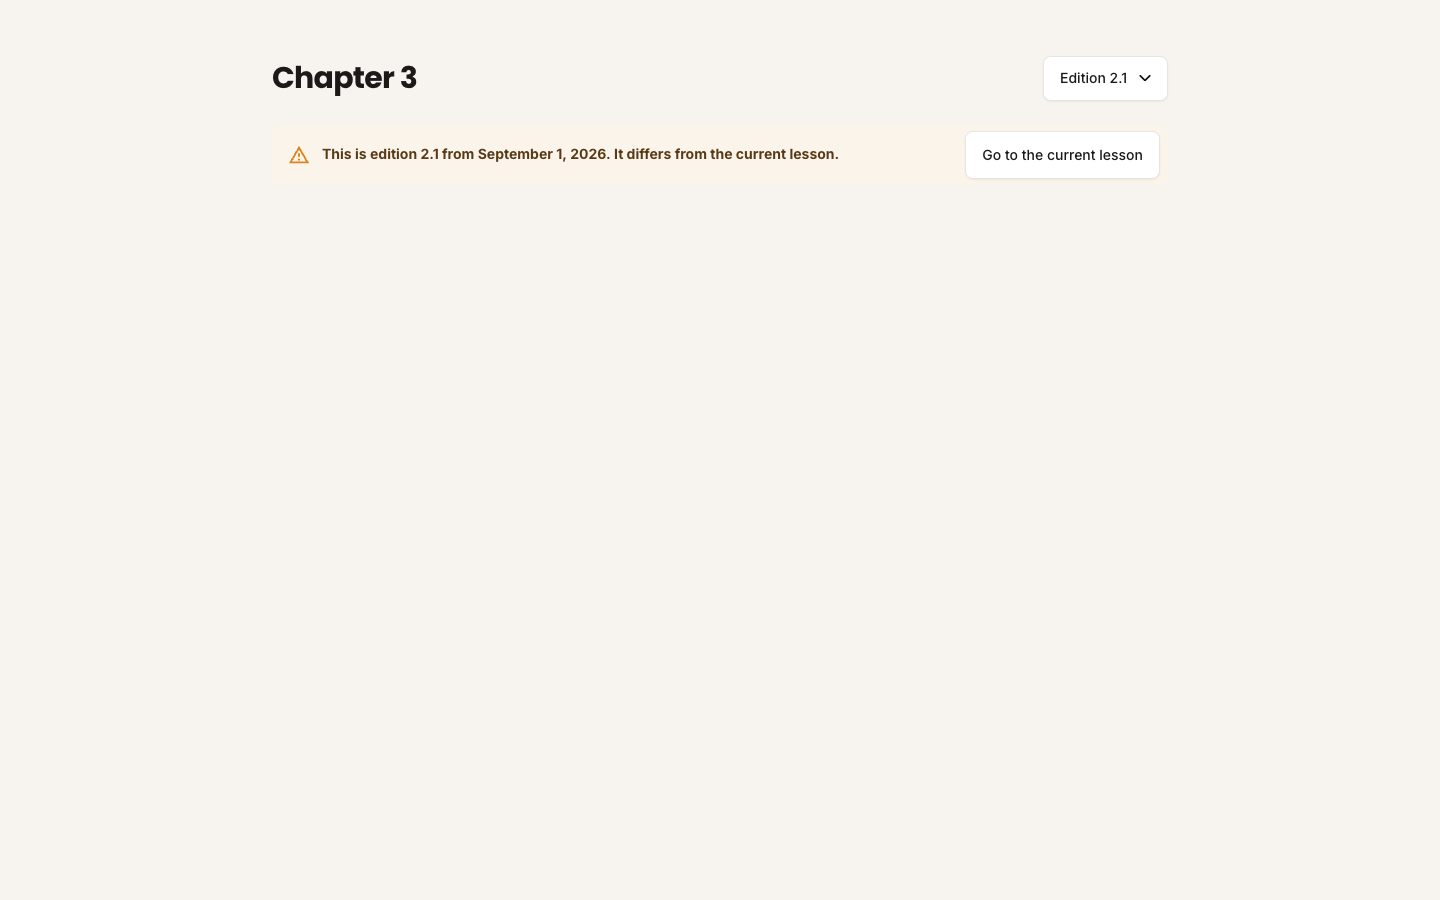 Chapter 3
Edition 2.1
This is edition 2.1 from September 1, 2026. It differs from the current lesson.
Go to the current lesson